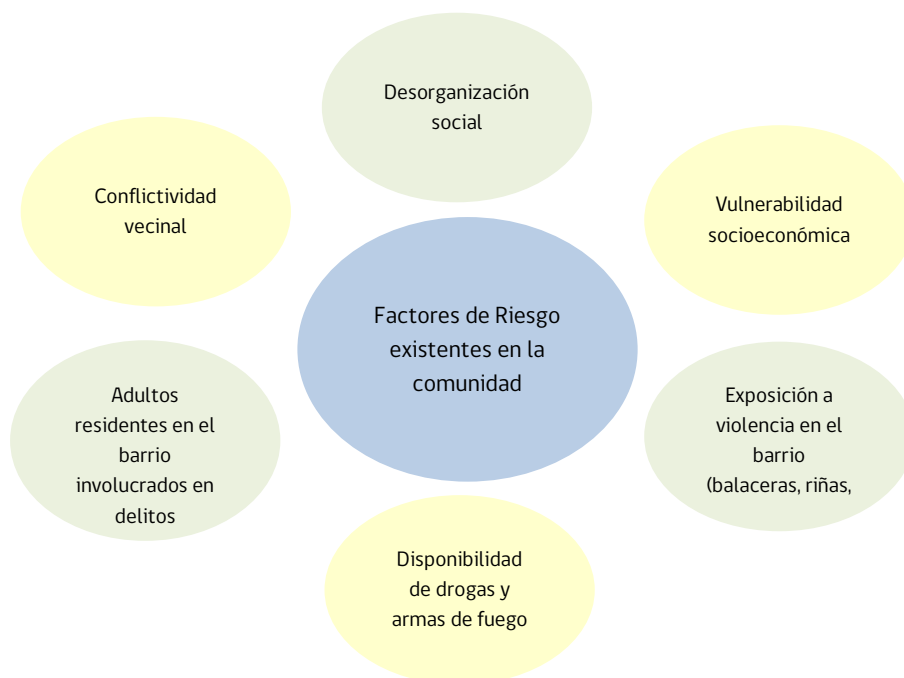 Desorganización
social
Conflictividad
vecinal
Vulnerabilidad
socioeconómica
Factores de Riesgo
existentes en la
comunidad
Adultos
residentes en el
barrio
involucrados en
delitos
Exposición a
violencia en el
barrio
(balaceras, riñas,
Disponibilidad
de drogas y
armas de fuego